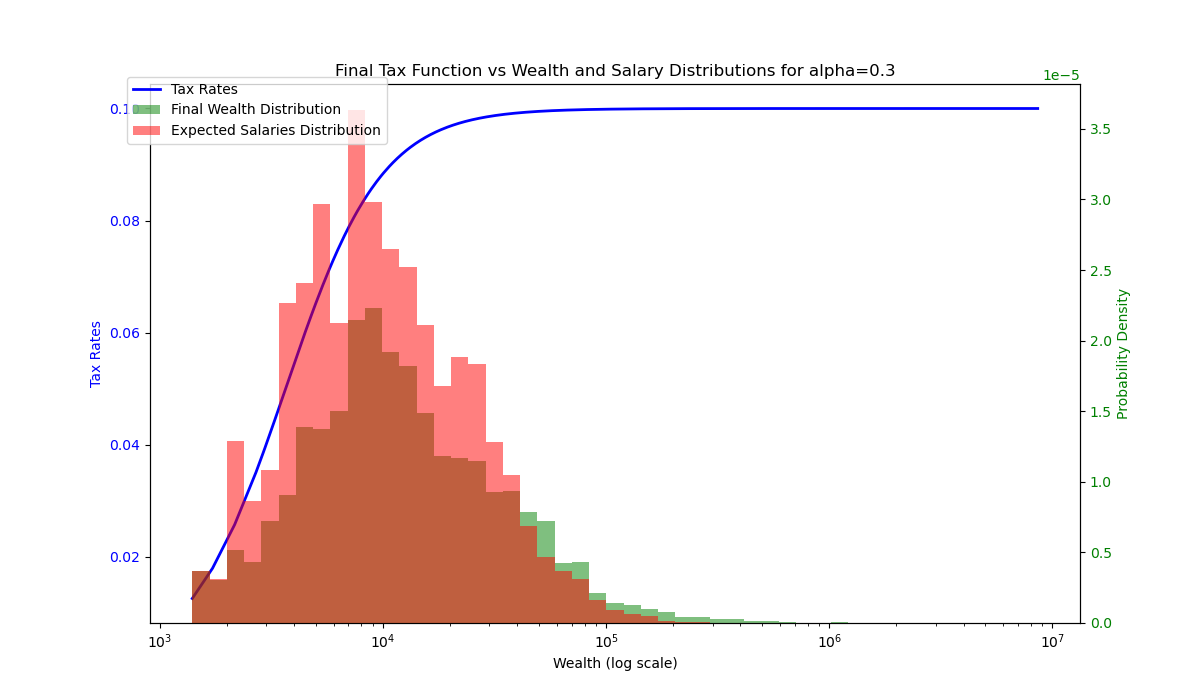 Final Tax Function vs Wealth and Salary Distributions for alpha=0.3
1e−5
Tax Rates
Final Wealth Distribution
Expected Salaries Distribution
0.10
0.08
0.06
0.04
0.02
Tax Rates
3.5
3.0
2.5
2.0
1.5
1.0
0.5
0.0
Probability Density
10³
10⁴
10⁵
10⁶
10⁷
Wealth (log scale)